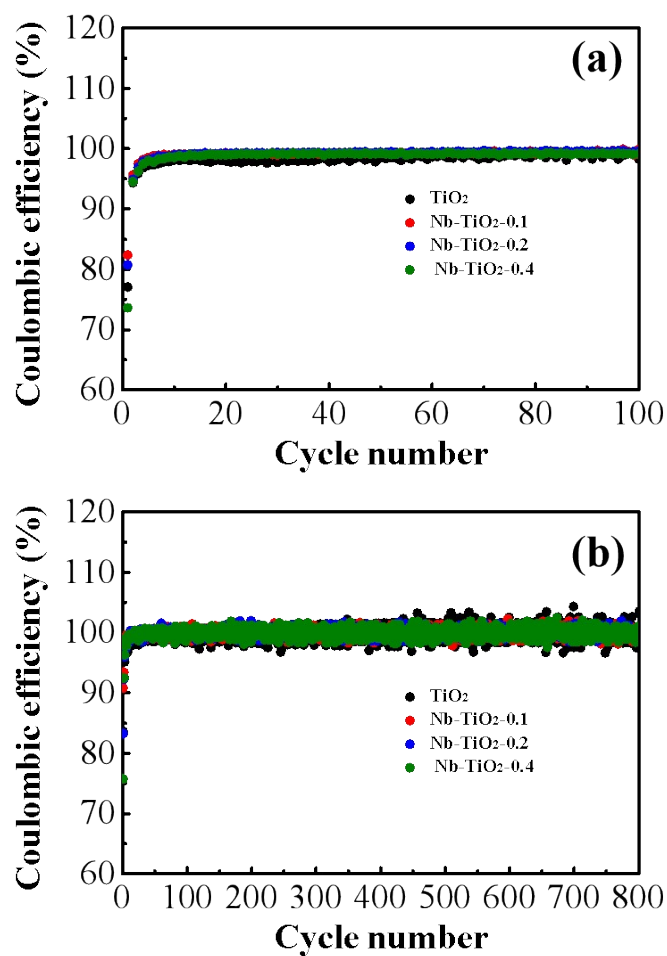 120
(a)
110
100
90
80
70
60
Coulombic efficiency (%)
TiO2
Nb-TiO2-0.1
Nb-TiO2-0.2
Nb-TiO2-0.4
0 20 40 60 80 100
Cycle number
120
(b)
110
100
90
80
70
60
Coulombic efficiency (%)
TiO2
Nb-TiO2-0.1
Nb-TiO2-0.2
Nb-TiO2-0.4
0 100 200 300 400 500 600 700 800
Cycle number